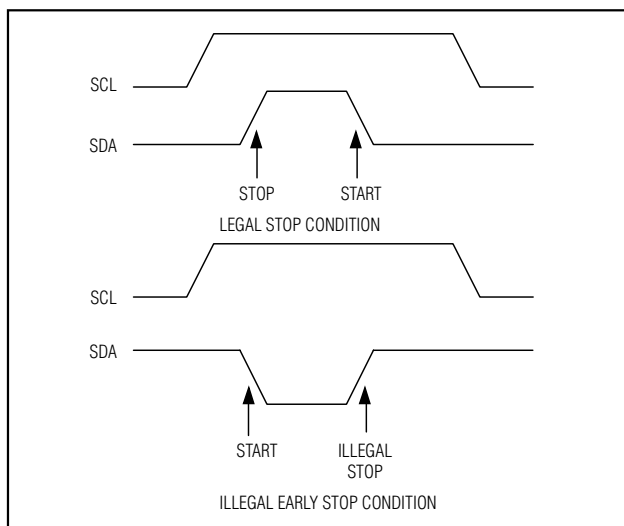 SCL
SDA
STOP START
LEGAL STOP CONDITION
SCL
SDA
START ILLEGAL
STOP
ILLEGAL EARLY STOP CONDITION